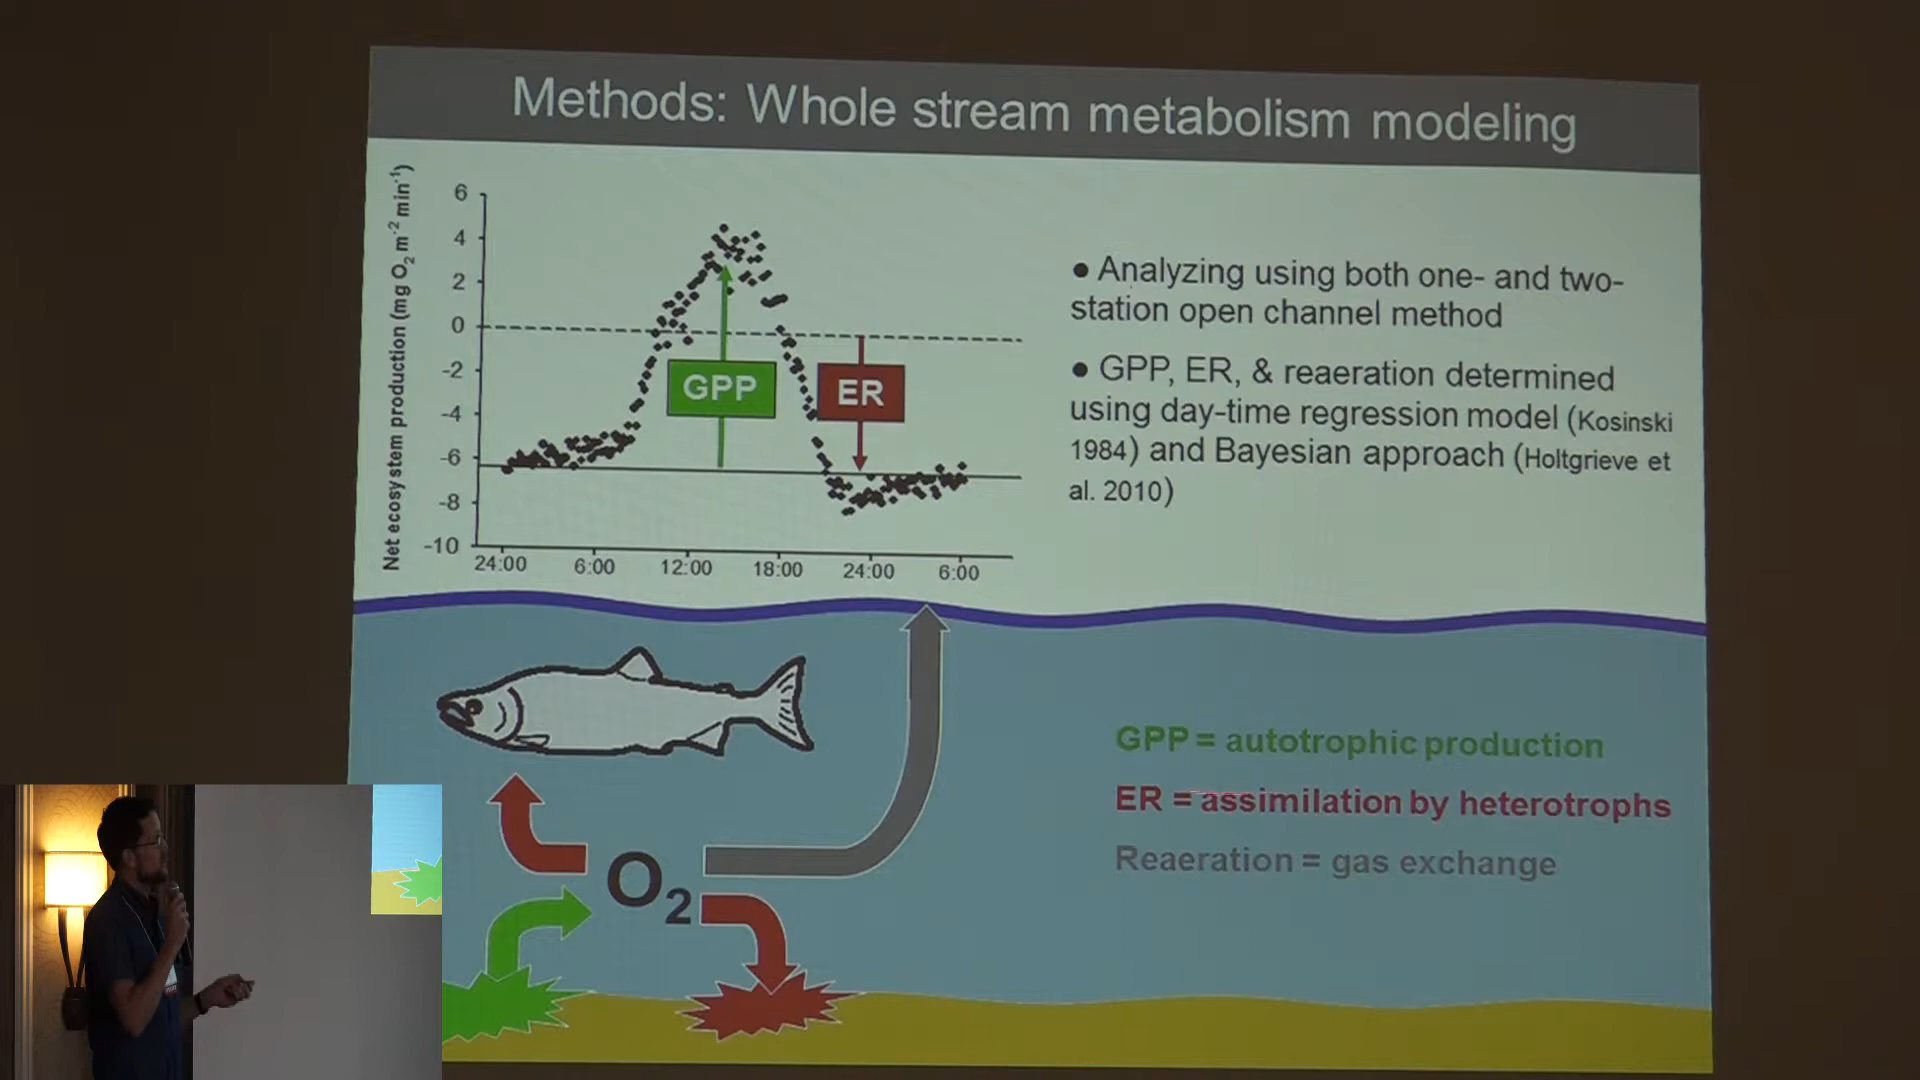 Methods: Whole stream metabolism modeling
Net ecosystem production (mg O2 m-2 min-1)
6
4
2
0
-2
-4
-6
-8
-10
24:00 6:00 12:00 18:00 24:00 6:00
GPP
ER
● Analyzing using both one- and two-
station open channel method
● GPP, ER, & reaeration determined
using day-time regression model (Kosinski
1984) and Bayesian approach (Holtgrieve et
al. 2010)
GPP = autotrophic production
ER = assimilation by heterotrophs
Reaeration = gas exchange
O2